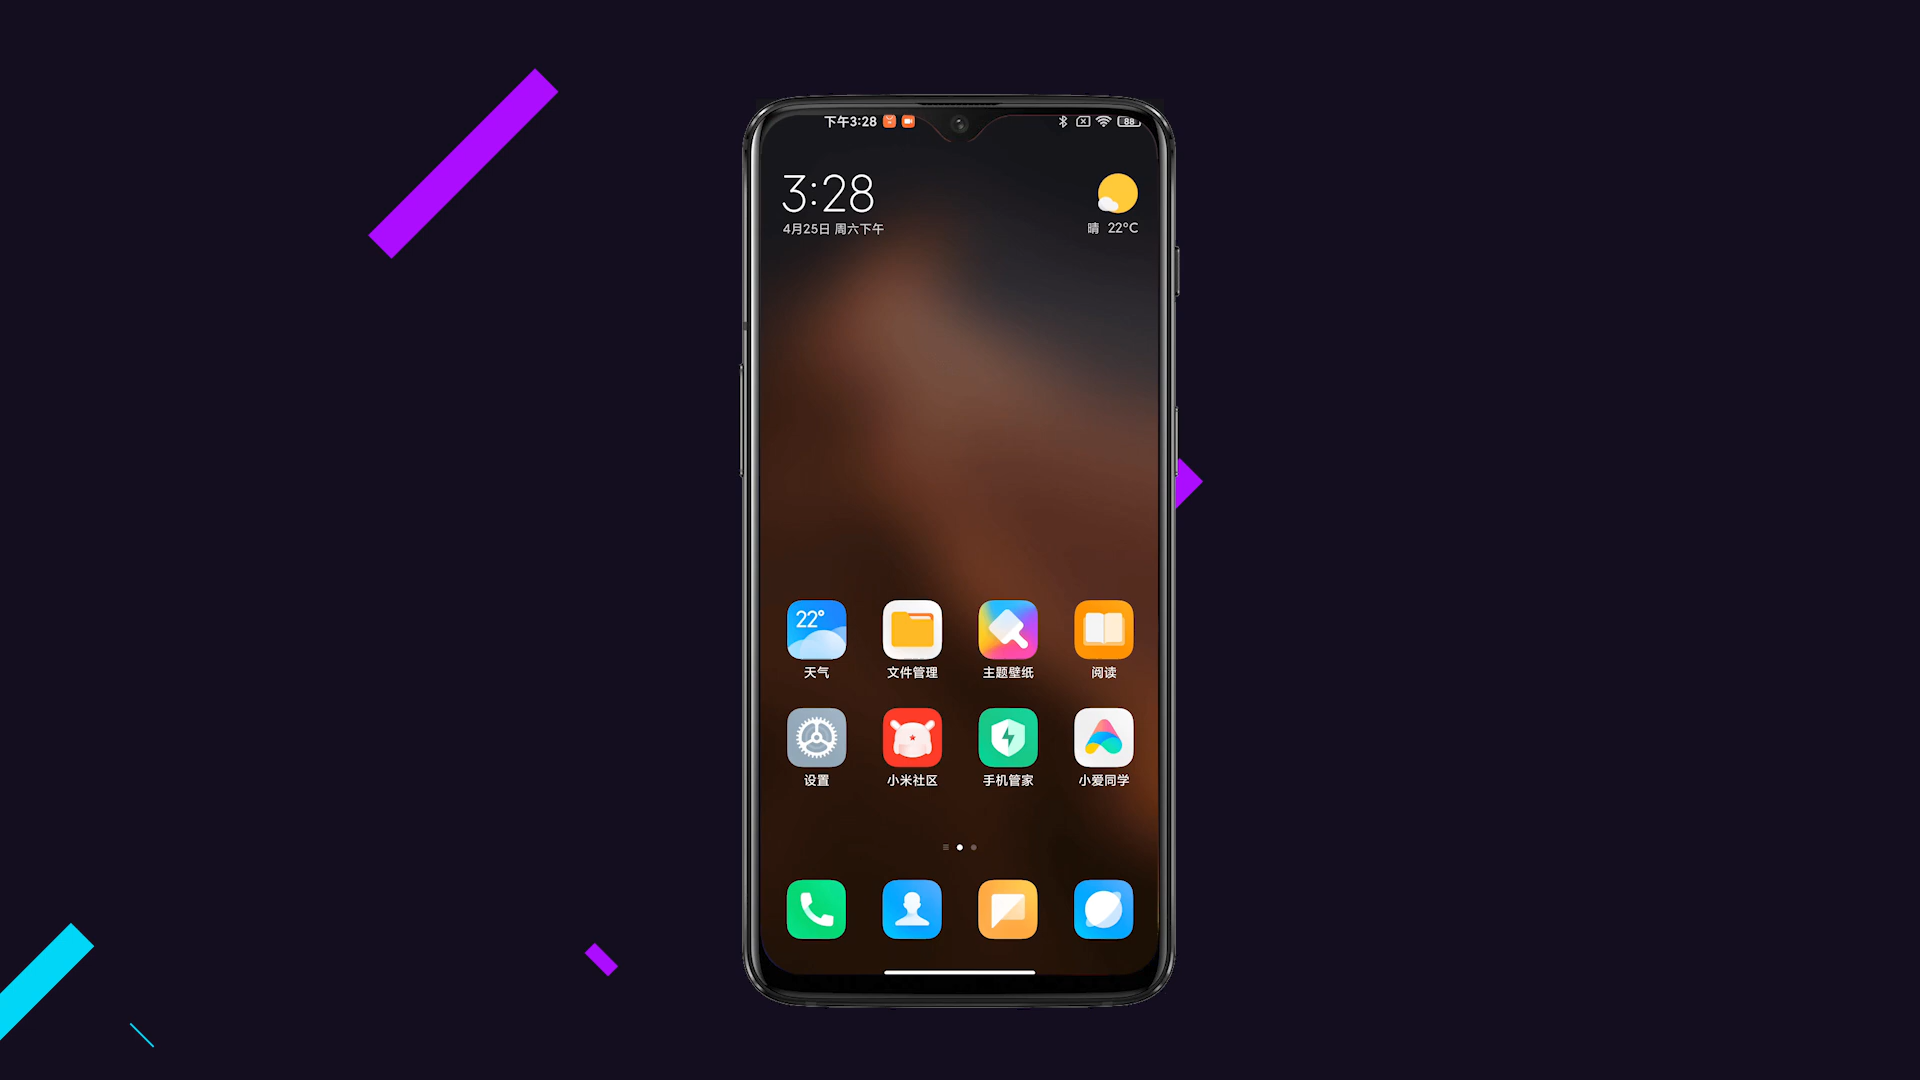 下午3:28
88
3:28
4月25日 周六下午
晴 22°C
22°
天气
文件管理
主题壁纸
阅读
设置
小米社区
手机管家
小爱同学